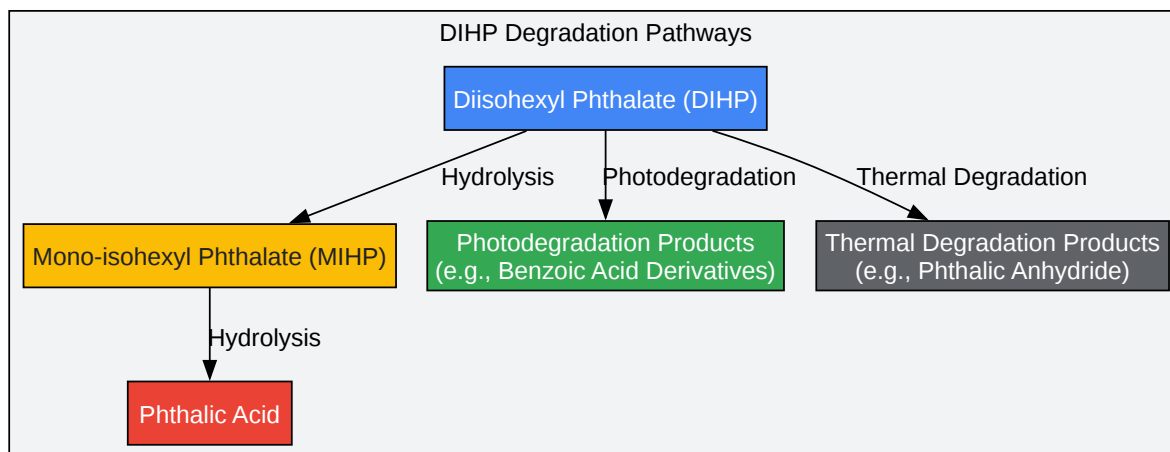 DIHP Degradation Pathways
Diisohexyl Phthalate (DIHP)
Hydrolysis
Photodegradation
Thermal Degradation
Mono-isohexyl Phthalate (MIHP)
Photodegradation Products
(e.g., Benzoic Acid Derivatives)
Thermal Degradation Products
(e.g., Phthalic Anhydride)
Hydrolysis
Phthalic Acid